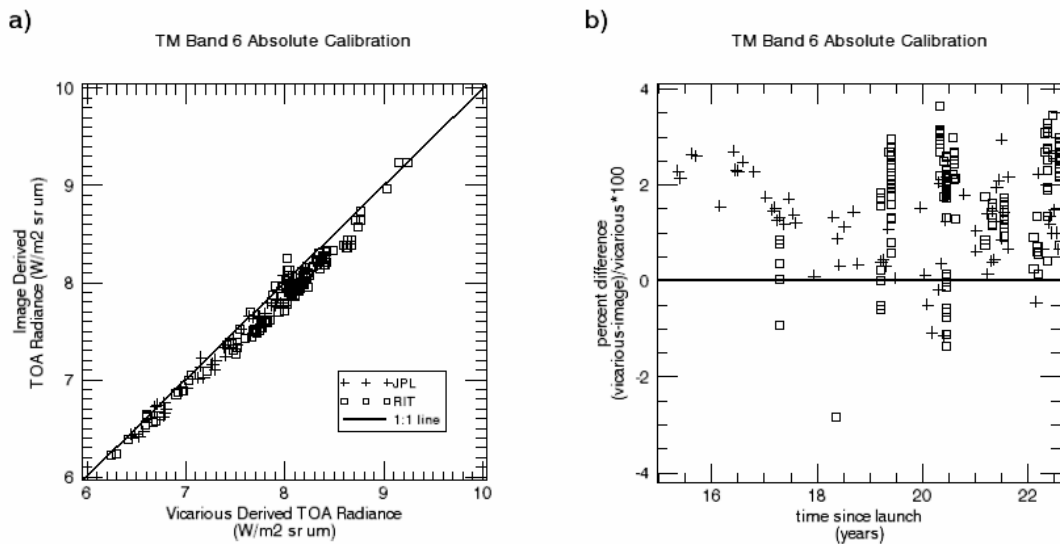 a)
TM Band 6 Absolute Calibration
10
9
8
7
6
Image Derived
TOA Radiance (W/m2 sr um)
JPL
RIT
1:1 line
6 7 8 9 10
Vicarious Derived TOA Radiance
(W/m2 sr um)
b)
TM Band 6 Absolute Calibration
4
2
0
-2
-4
percent difference
(vicarious-image)/vicarious*100
16 18 20 22
time since launch
(years)